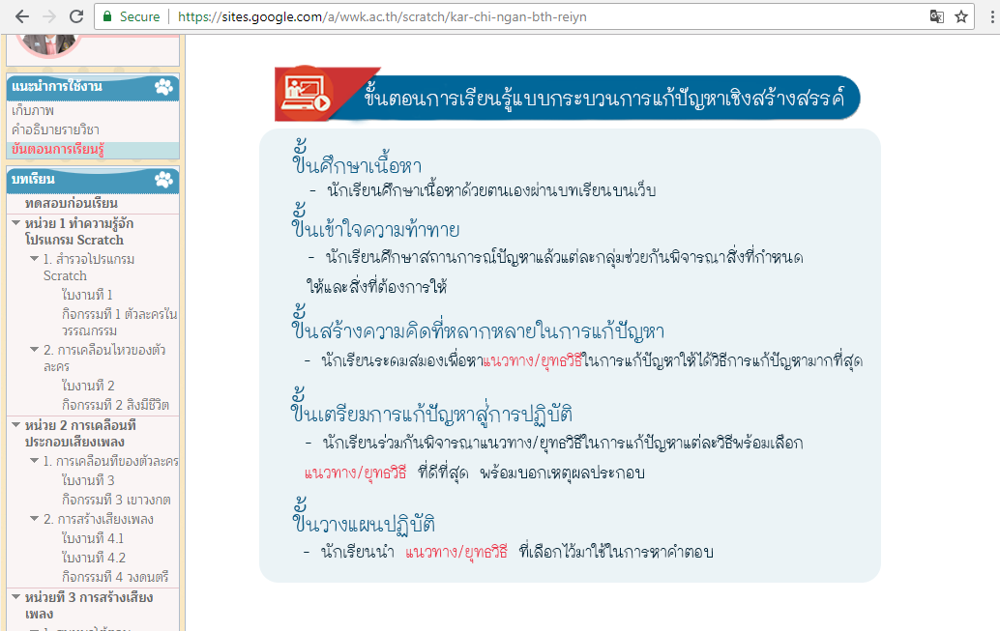 Secure
https://sites.google.com/a/wwk.ac.th/scratch/kar-chi-ngan-bth-reiyn
แนะนำการใช้งาน
เก็บภาพ
คำอธิบายรายวิชา
ขั้นตอนการเรียนรู้
บทเรียน
ทดสอบก่อนเรียน
หน่วย 1 ทำความรู้จัก
โปรแกรม Scratch
1. สำรวจโปรแกรม
Scratch
ใบงานที่ 1
กิจกรรมที่ 1 ตัวละครใน
วรรณกรรม
2. การเคลื่อนไหวของตัว
ละคร
ใบงานที่ 2
กิจกรรมที่ 2 สิ่งมีชีวิต
หน่วย 2 การเคลื่อนที่
ประกอบเสียงเพลง
1. การเคลื่อนที่ของตัวละคร
ใบงานที่ 3
กิจกรรมที่ 3 เขาวงกต
2. การสร้างเสียงเพลง
ใบงานที่ 4.1
ใบงานที่ 4.2
กิจกรรมที่ 4 วงดนตรี
หน่วยที่ 3 การสร้างเสียง
เพลง
ขั้นตอนการเรียนรู้แบบกระบวนการแก้ปัญหาเชิงสร้างสรรค์
ขั้นศึกษาเนื้อหา
- นักเรียนศึกษาเนื้อหาด้วยตนเองผ่านบทเรียนบนเว็บ
ขั้นเข้าใจความท้าทาย
- นักเรียนศึกษาสถานการณ์ปัญหาแล้วแต่ละกลุ่มช่วยกันพิจารณาสิ่งที่กำหนด
ให้และสิ่งที่ต้องการให้
ขั้นสร้างความคิดที่หลากหลายในการแก้ปัญหา
- นักเรียนระดมสมองเพื่อหาแนวทาง/ยุทธวิธีในการแก้ปัญหาให้ได้วิธีการแก้ปัญหามากที่สุด
ขั้นเตรียมการแก้ปัญหาสู่การปฏิบัติ
- นักเรียนร่วมกันพิจารณาแนวทาง/ยุทธวิธีในการแก้ปัญหาแต่ละวิธีพร้อมเลือก
แนวทาง/ยุทธวิธี ที่ดีที่สุด พร้อมบอกเหตุผลประกอบ
ขั้นวางแผนปฏิบัติ
- นักเรียนนำ แนวทาง/ยุทธวิธี ที่เลือกไว้มาใช้ในการหาคำตอบ